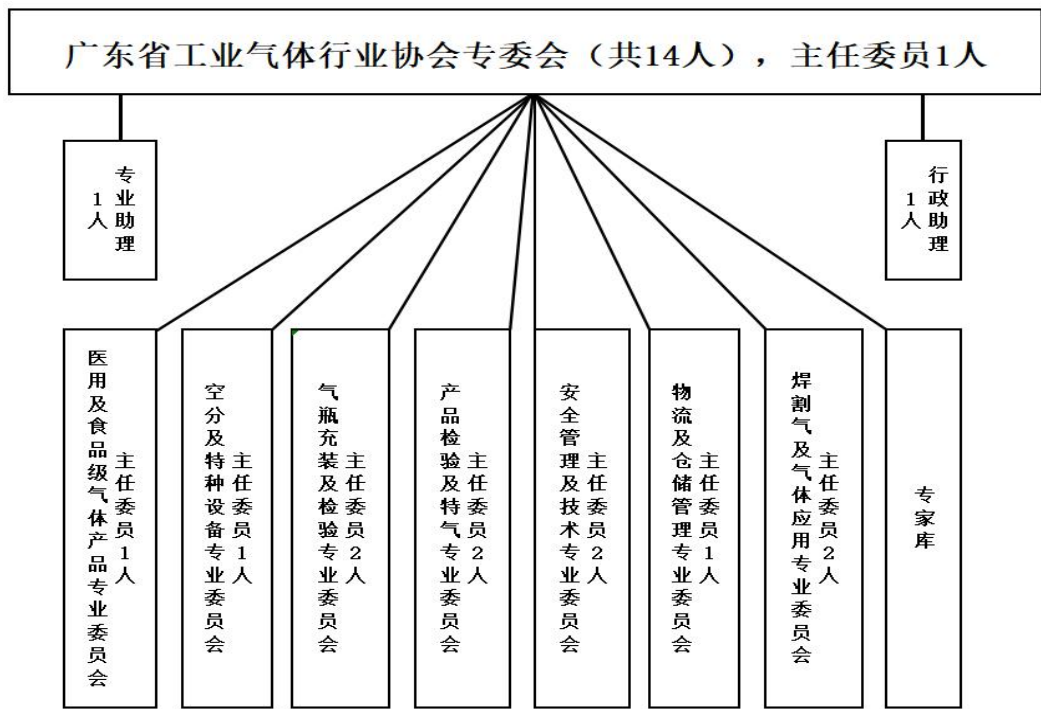 广东省工业气体行业协会专委会（共14人），主任委员1人
专业助理
1人
行政助理
1人
医用及食品级气体产品专业委员会
主任委员1人
空分及特种设备专业委员会
主任委员1人
气瓶充装及检验专业委员会
主任委员2人
产品检验及特气专业委员会
主任委员2人
安全管理及技术专业委员会
主任委员2人
物流及仓储管理专业委员会
主任委员1人
焊割气及气体应用专业委员会
主任委员2人
专家库